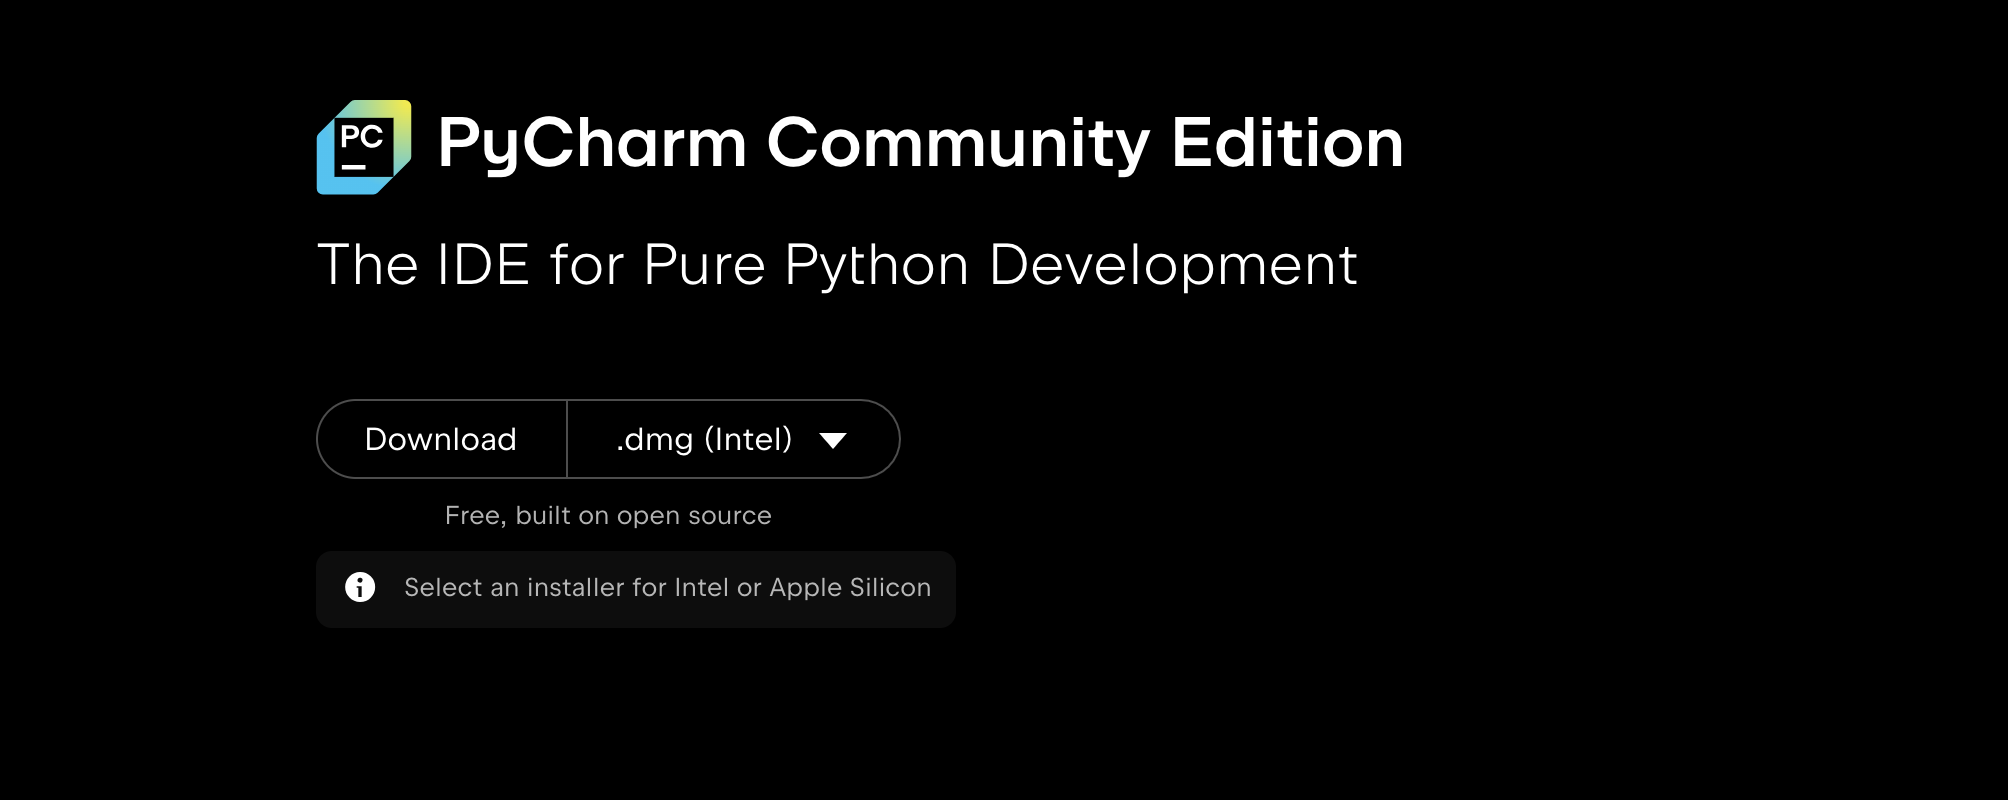 PC
PyCharm Community Edition
The IDE for Pure Python Development
Download
.dmg (Intel)
Free, built on open source
Select an installer for Intel or Apple Silicon